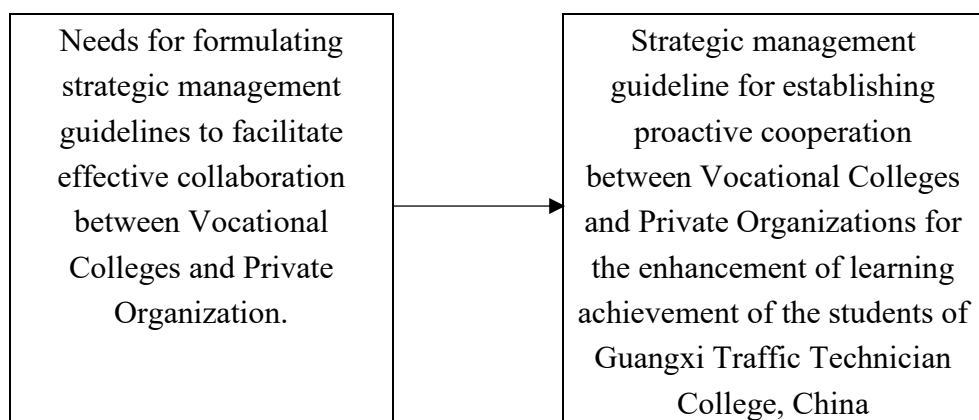 Needs for formulating
strategic management
guidelines to facilitate
effective collaboration
between Vocational
Colleges and Private
Organization.
Strategic management
guideline for establishing
proactive cooperation
between Vocational Colleges
and Private Organizations for
the enhancement of learning
achievement of the students of
Guangxi Traffic Technician
College, China